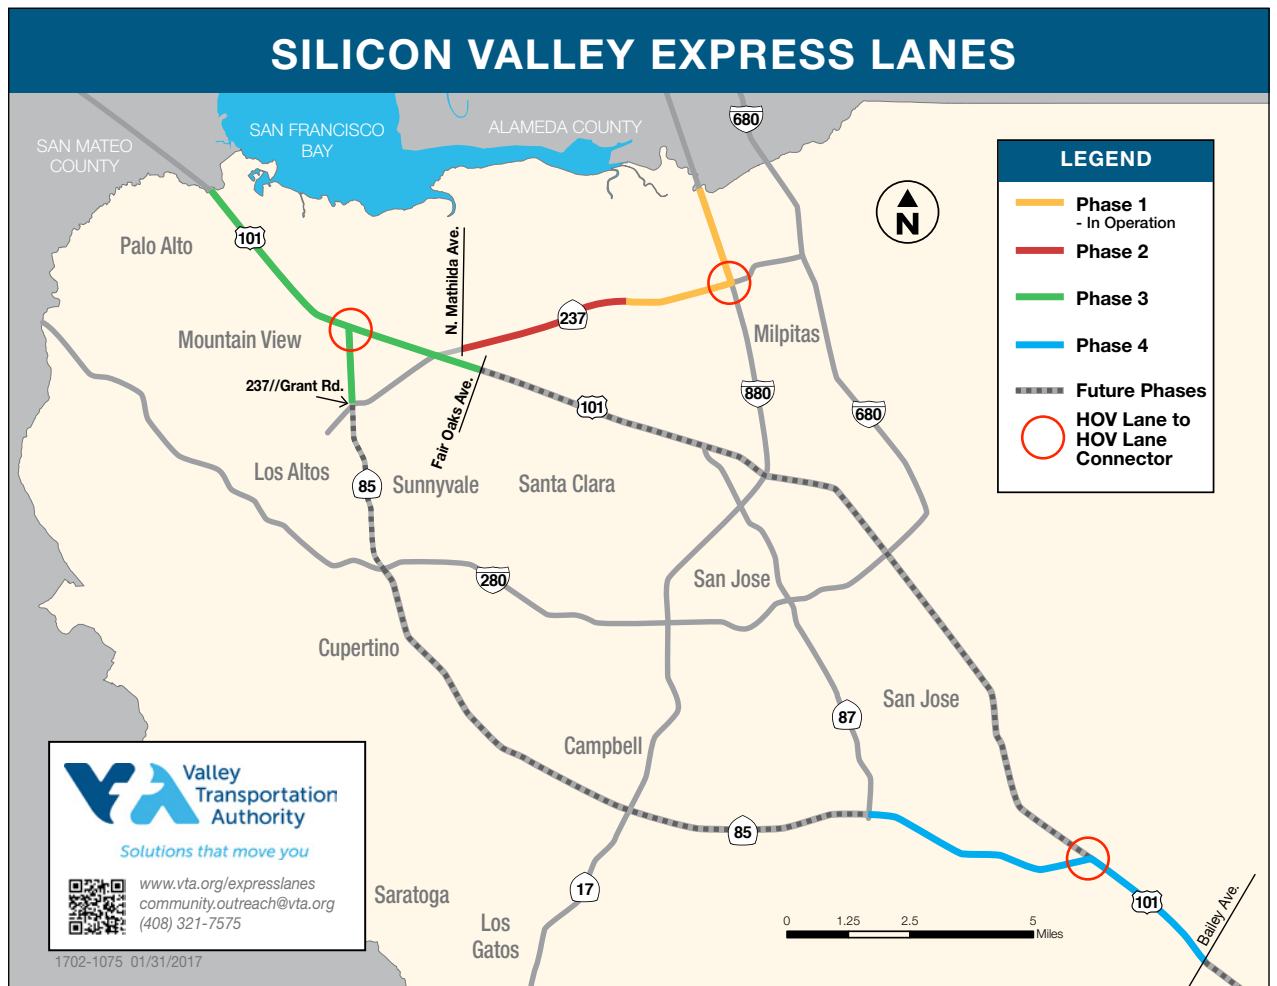 SILICON VALLEY EXPRESS LANES
SAN MATEO
COUNTY
SAN FRANCISCO
BAY
ALAMEDA COUNTY
680
LEGEND
Phase 1
- In Operation
Phase 2
Phase 3
Phase 4
Future Phases
HOV Lane to
HOV Lane
Connector
N
Palo Alto
101
N. Mathilda Ave.
237
Mountain View
Milpitas
237//Grant Rd.
Fair Oaks Ave.
101
880
680
Los Altos
85
Sunnyvale
Santa Clara
280
San Jose
Cupertino
San Jose
87
Campbell
85
17
Saratoga
Los
Gatos
101
Bailey Ave.
0
1.25
2.5
5
Miles
Valley
Transportation
Authority
Solutions that move you
www.vta.org/expresslanes
community.outreach@vta.org
(408) 321-7575
1702-1075 01/31/2017